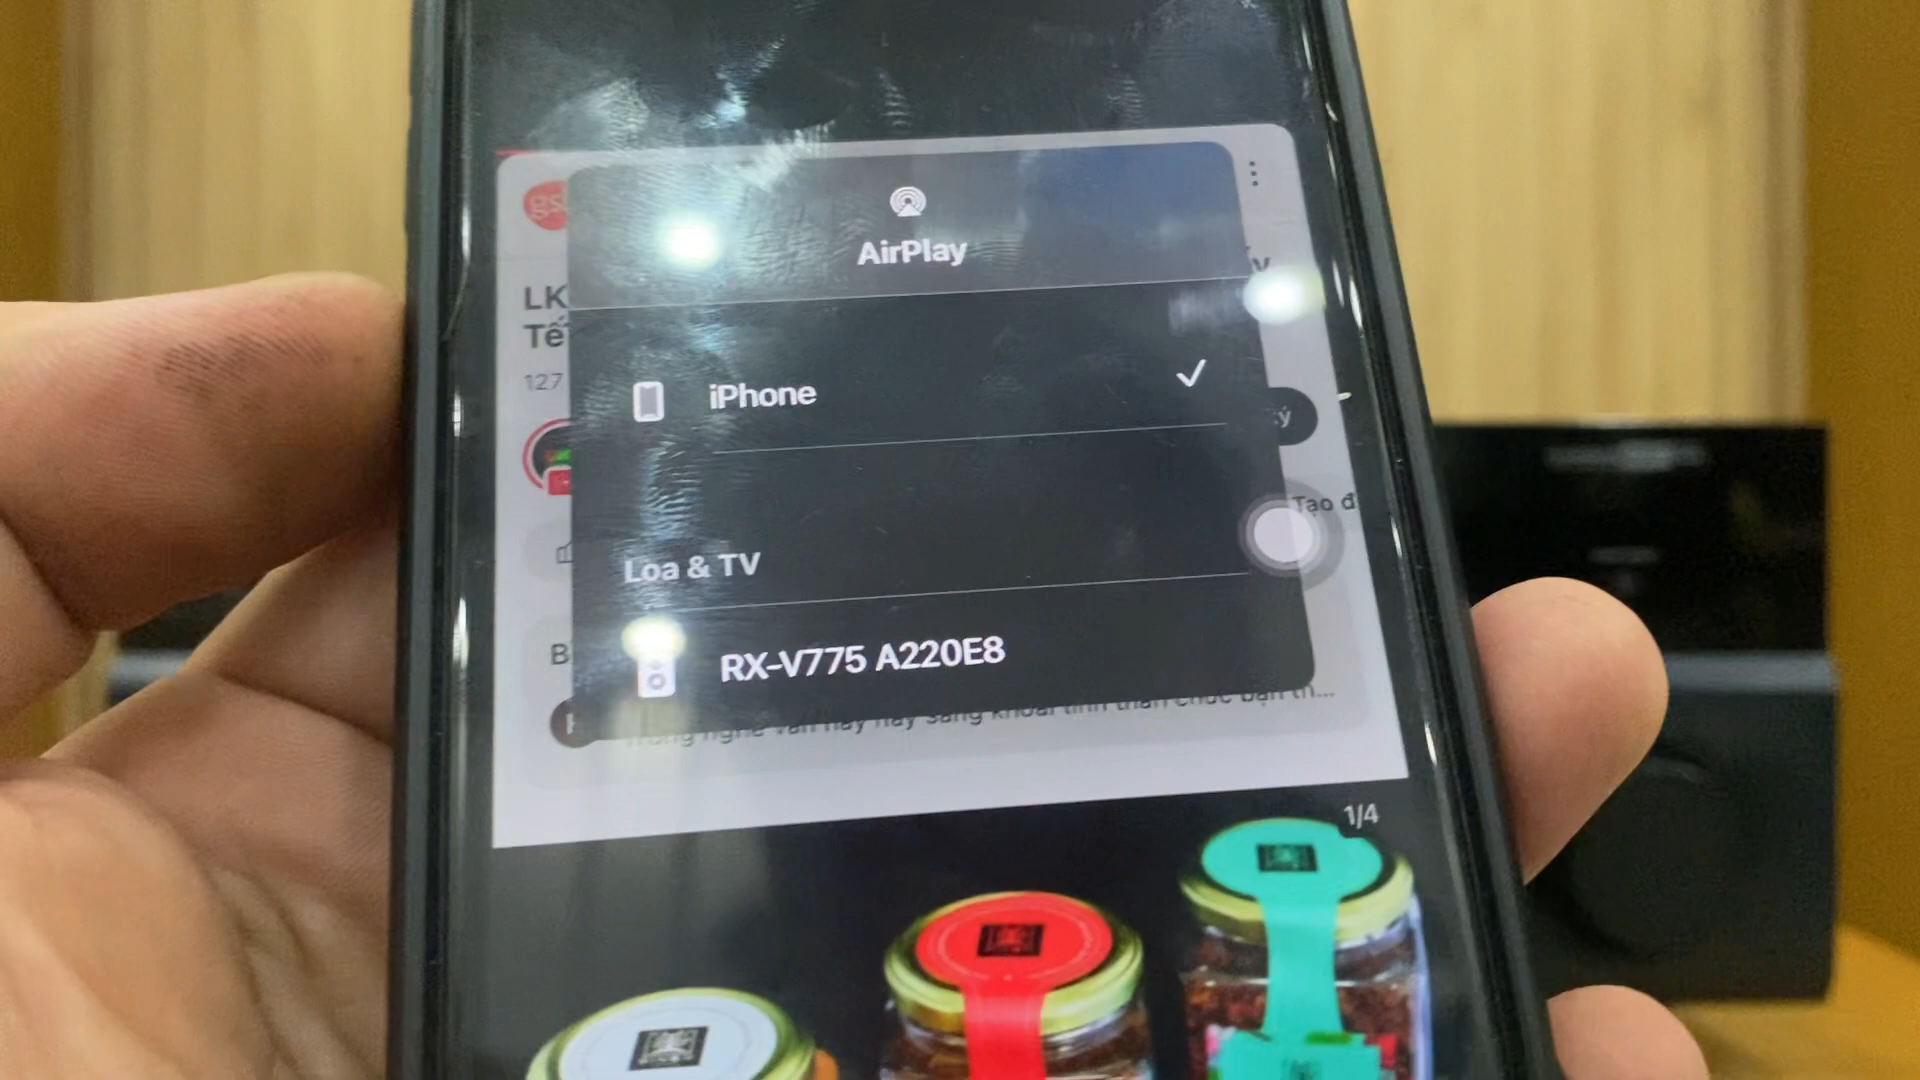 AirPlay
LK
Tế
127
iPhone
Tạo đ
Loa & TV
RX-V775 A220E8
1/4